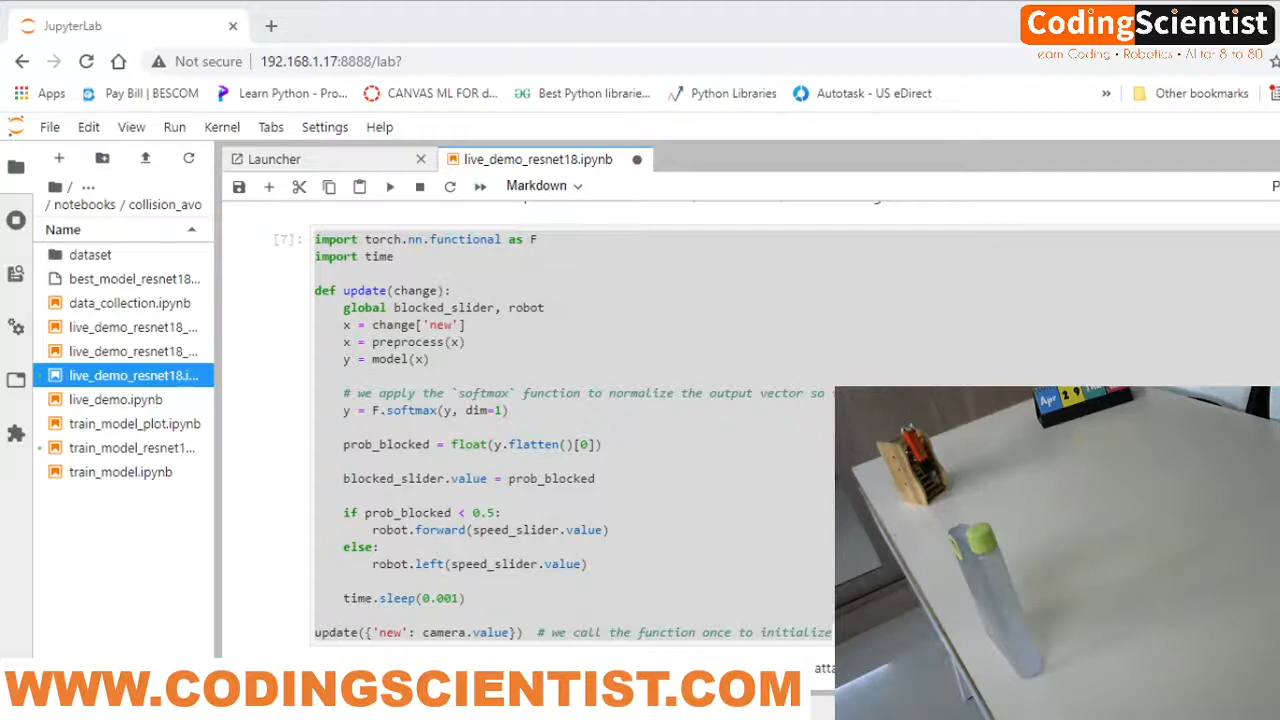 JupyterLab
CodingScientist
earn Coding • Robotics • AI for 8 to 80
Not secure 192.168.1.17:8888/lab?
Apps Pay Bill | BESCOM Learn Python - Pro... CANVAS ML FOR d... Best Python librarie... Python Libraries Autotask - US eDirect » Other bookmarks
File Edit View Run Kernel Tabs Settings Help
Launcher live_demo_resnet18.ipynb
Markdown
/ ...
/ notebooks / collision_avo
Name
dataset
best_model_resnet18...
data_collection.ipynb
live_demo_resnet18_...
live_demo_resnet18_...
live_demo_resnet18.i...
live_demo.ipynb
train_model_plot.ipynb
train_model_resnet1...
train_model.ipynb
[7]:
import torch.nn.functional as F
import time
def update(change):
global blocked_slider, robot
x = change['new']
x = preprocess(x)
y = model(x)
# we apply the `softmax` function to normalize the output vector so
y = F.softmax(y, dim=1)
prob_blocked = float(y.flatten()[0])
blocked_slider.value = prob_blocked
if prob_blocked < 0.5:
robot.forward(speed_slider.value)
else:
robot.left(speed_slider.value)
time.sleep(0.001)
update({'new': camera.value}) # we call the function once to initialize
atta
Apr 29
WWW.CODINGSCIENTIST.COM